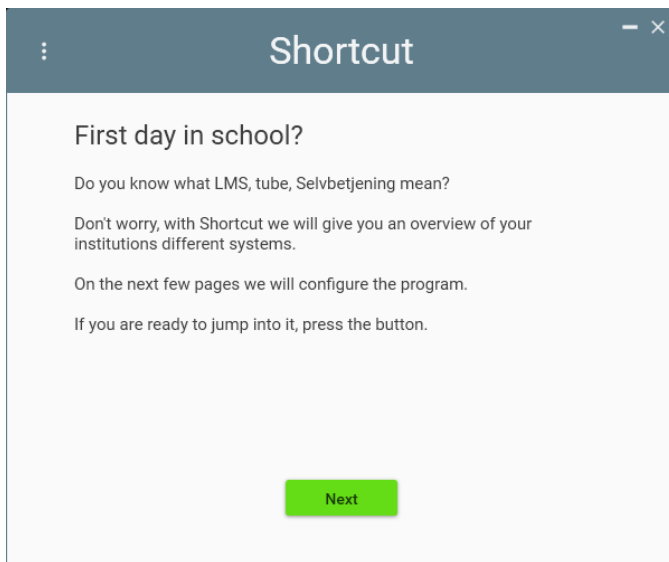 Shortcut
First day in school?
Do you know what LMS, tube, Selvbetjening mean?
Don't worry, with Shortcut we will give you an overview of your
institutions different systems.
On the next few pages we will configure the program.
If you are ready to jump into it, press the button.
Next